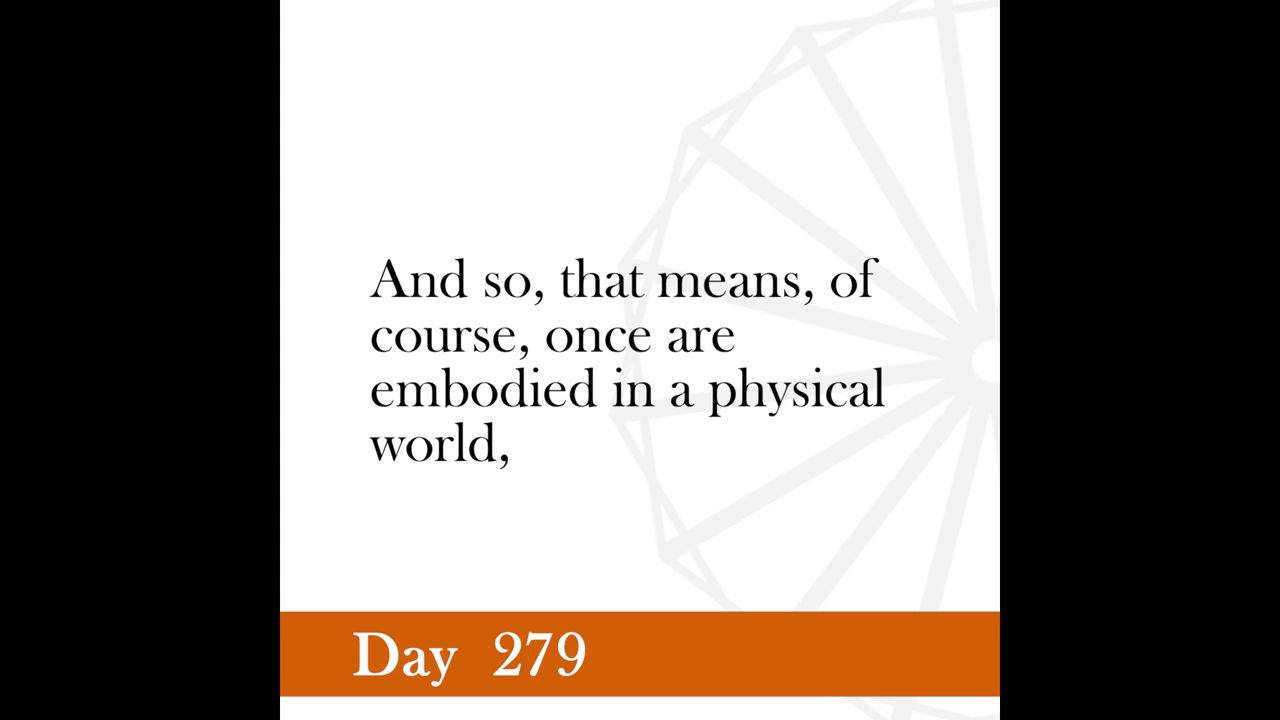 And so, that means, of
course, once are
embodied in a physical
world,
Day 279